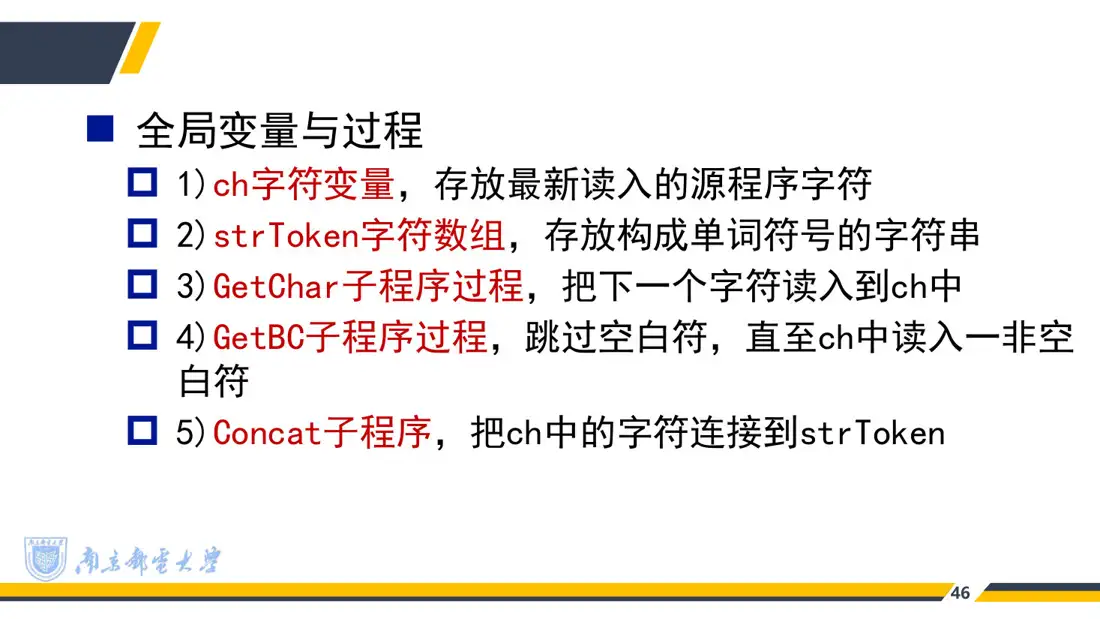 全局变量与过程
1)ch字符变量，存放最新读入的源程序字符
2)strToken字符数组，存放构成单词符号的字符串
3)GetChar子程序过程，把下一个字符读入到ch中
4)GetBC子程序过程，跳过空白符，直至ch中读入一非空
白符
5)Concat子程序，把ch中的字符连接到strToken
南京邮电大学
46